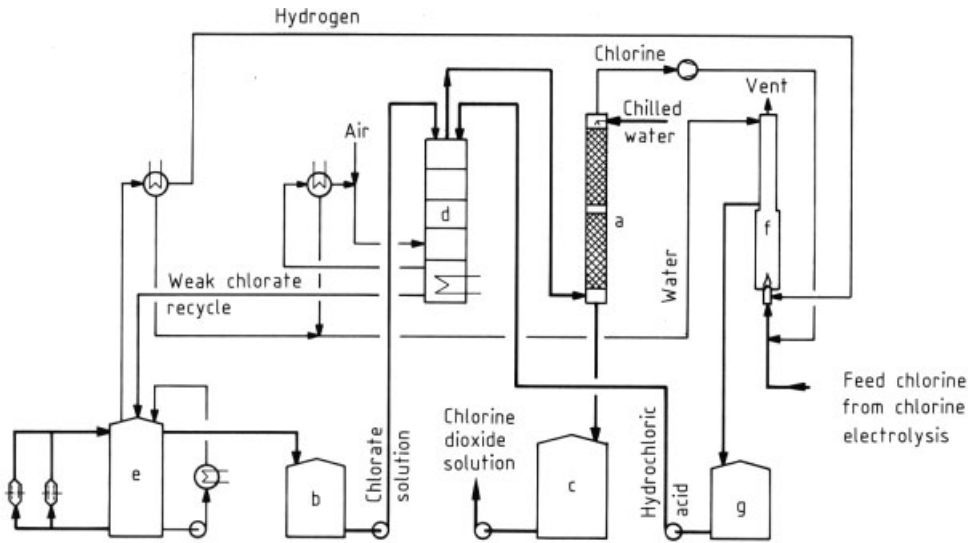 Hydrogen
Chlorine
Vent
Chilled
water
Air
d
a
f
Weak chlorate
recycle
Water
Feed chlorine
from chlorine
electrolysis
Chlorine
dioxide
solution
Chlorate
solution
Hydrochloric
acid
e
b
c
g